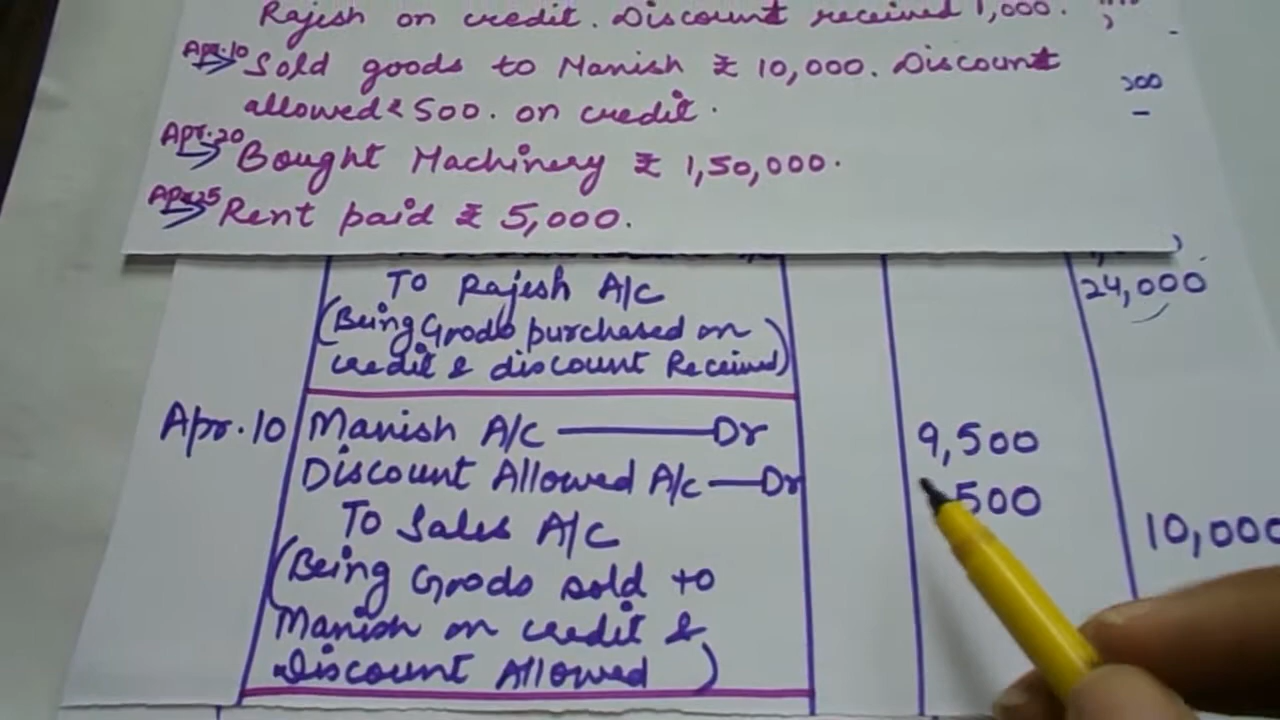 Rajesh on credit. Discount received 1,000.
Apr.10 Sold goods to Manish ₹ 10,000. Discount
allowed ₹ 500. on credit.
Apr.20 Bought Machinery ₹ 1,50,000.
Apr.25 Rent paid ₹ 5,000.
To Rajesh A/c 24,000
(Being Goods purchased on
credit & discount Received)
Apr.10 Manish A/c Dr 9,500
Discount Allowed A/c Dr 500
To Sales A/c 10,000
(Being Goods sold to
Manish on credit &
Discount Allowed)